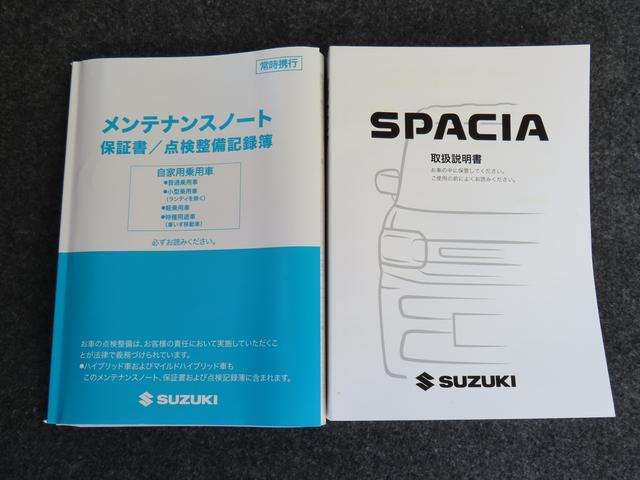 常時携行
メンテナンスノート
保証書／点検整備記録簿
自家用乗用車
●普通乗用車
●小型乗用車
（ランディを除く）
●軽乗用車
●特種用途車
（車いす移動車）
必ずお読みください。
お車の点検整備は、お客様の責任において実施していただくこ
とが法律で義務づけられています。
●ハイブリッド車およびマイルドハイブリッド車も
このメンテナンスノート、保証書および点検記録簿に含まれます。
SUZUKI
SPACIA
取扱説明書
お車の中に保管してください。
ご使用の前によくお読みください。
SUZUKI